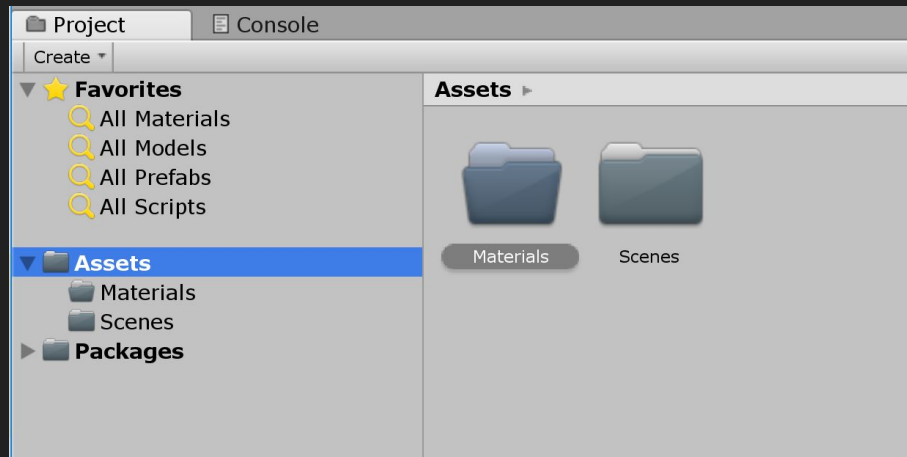 Project
Console
Create
Favorites
All Materials
All Models
All Prefabs
All Scripts
Assets
Materials
Scenes
Packages
Assets
Materials
Scenes